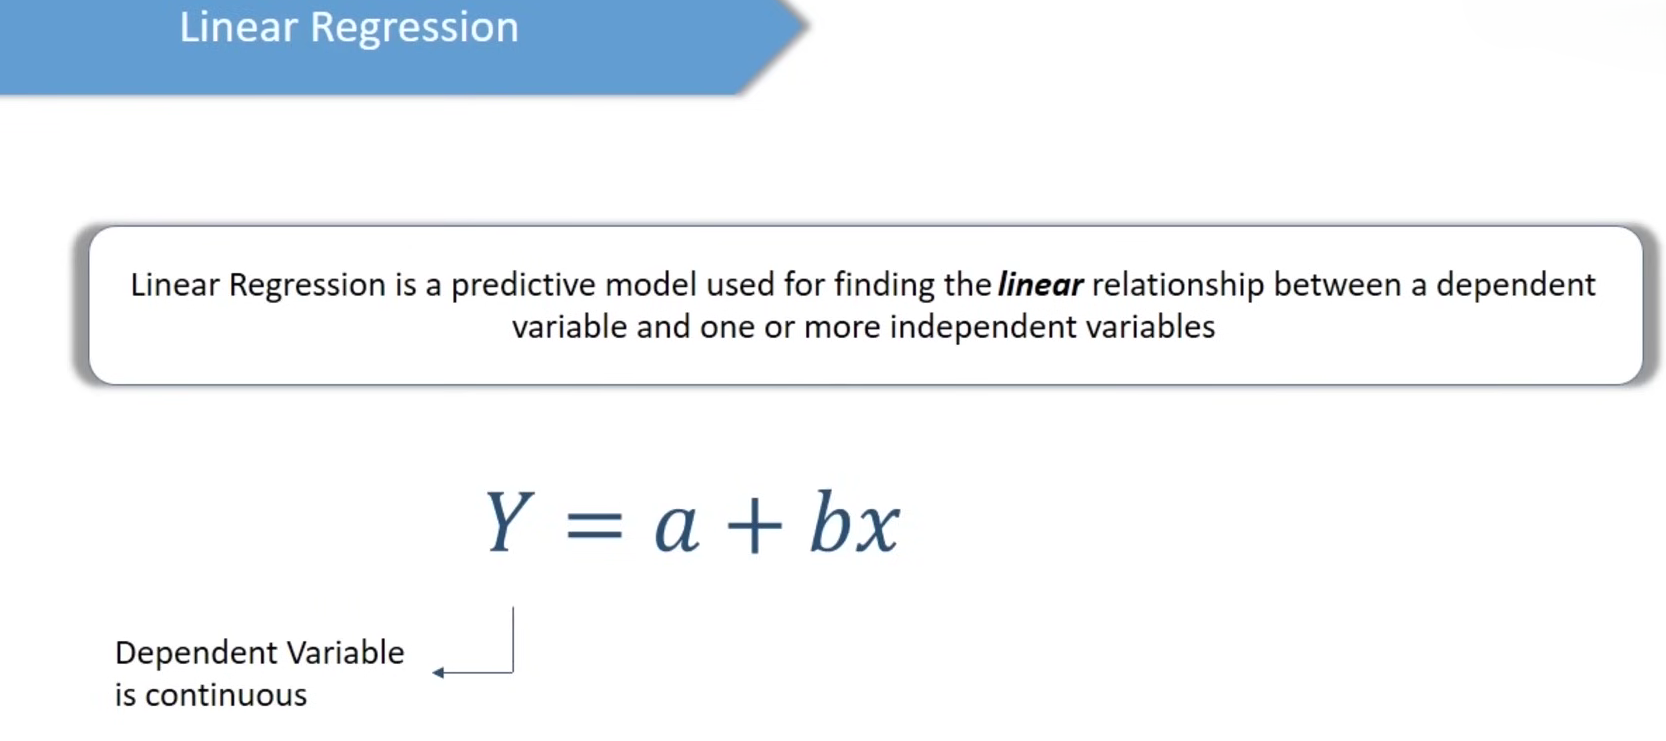 Linear Regression
Linear Regression is a predictive model used for finding the linear relationship between a dependent
variable and one or more independent variables
Y = a + bx
Dependent Variable
is continuous